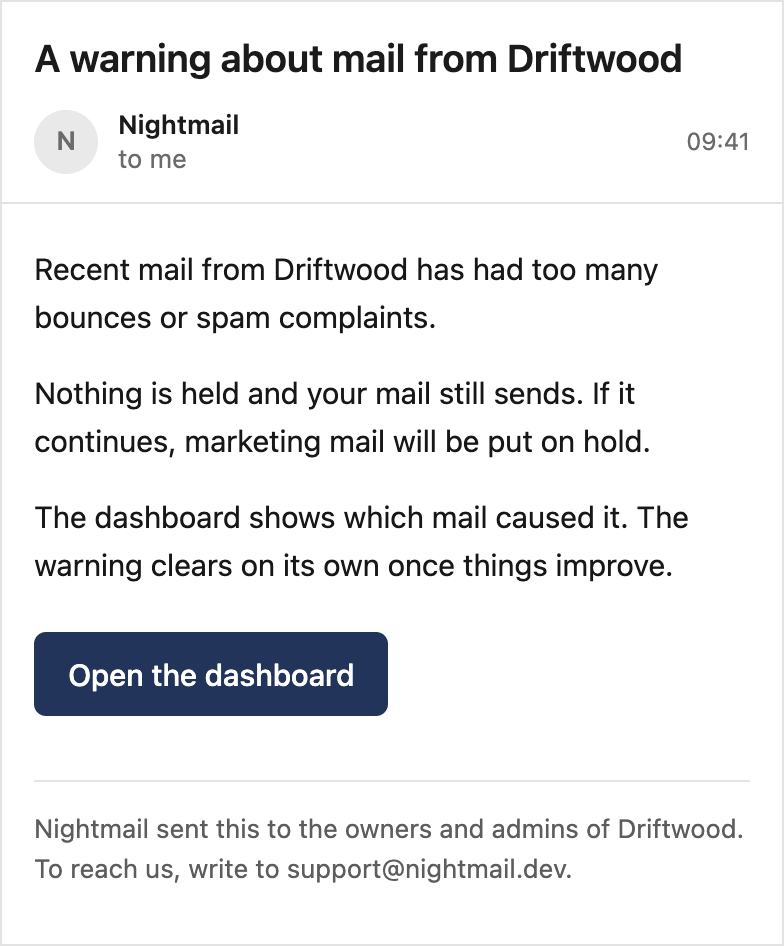 A warning about mail from Driftwood
N
Nightmail
to me
09:41
Recent mail from Driftwood has had too many
bounces or spam complaints.
Nothing is held and your mail still sends. If it
continues, marketing mail will be put on hold.
The dashboard shows which mail caused it. The
warning clears on its own once things improve.
Open the dashboard
Nightmail sent this to the owners and admins of Driftwood.
To reach us, write to support@nightmail.dev.